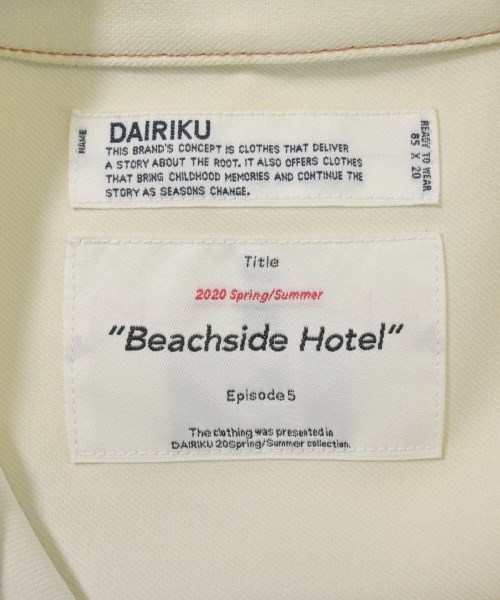 NAME
DAIRIKU
THIS BRAND'S CONCEPT IS CLOTHES THAT DELIVER
A STORY ABOUT THE ROOT. IT ALSO OFFERS CLOTHES
THAT BRING CHILDHOOD MEMORIES AND CONTINUE THE
STORY AS SEASONS CHANGE.
READY TO WEAR
85 X 20
Title
2020 Spring/Summer
"Beachside Hotel"
Episode 5
The clothing was presented in
DAIRIKU 20Spring/Summer collection.